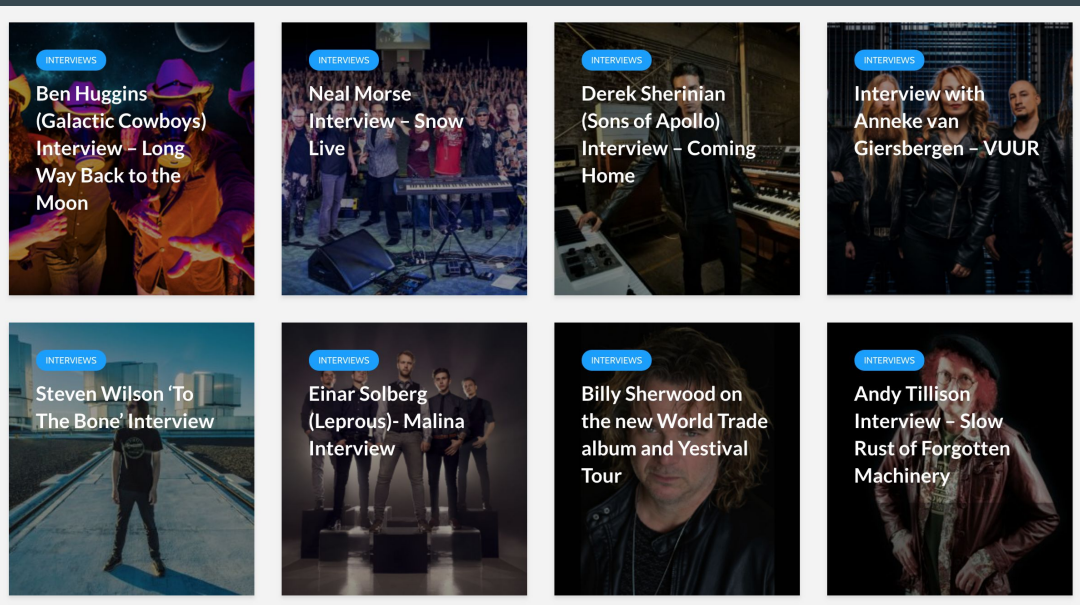 INTERVIEWS
Ben Huggins
(Galactic Cowboys)
Interview – Long
Way Back to the
Moon
INTERVIEWS
Neal Morse
Interview – Snow
Live
INTERVIEWS
Derek Sherinian
(Sons of Apollo)
Interview – Coming
Home
INTERVIEWS
Interview with
Anneke van
Giersbergen – VUUR
INTERVIEWS
Steven Wilson ‘To
The Bone’ Interview
INTERVIEWS
Einar Solberg
(Leprous)- Malina
Interview
INTERVIEWS
Billy Sherwood on
the new World Trade
album and Yestival
Tour
INTERVIEWS
Andy Tillison
Interview – Slow
Rust of Forgotten
Machinery